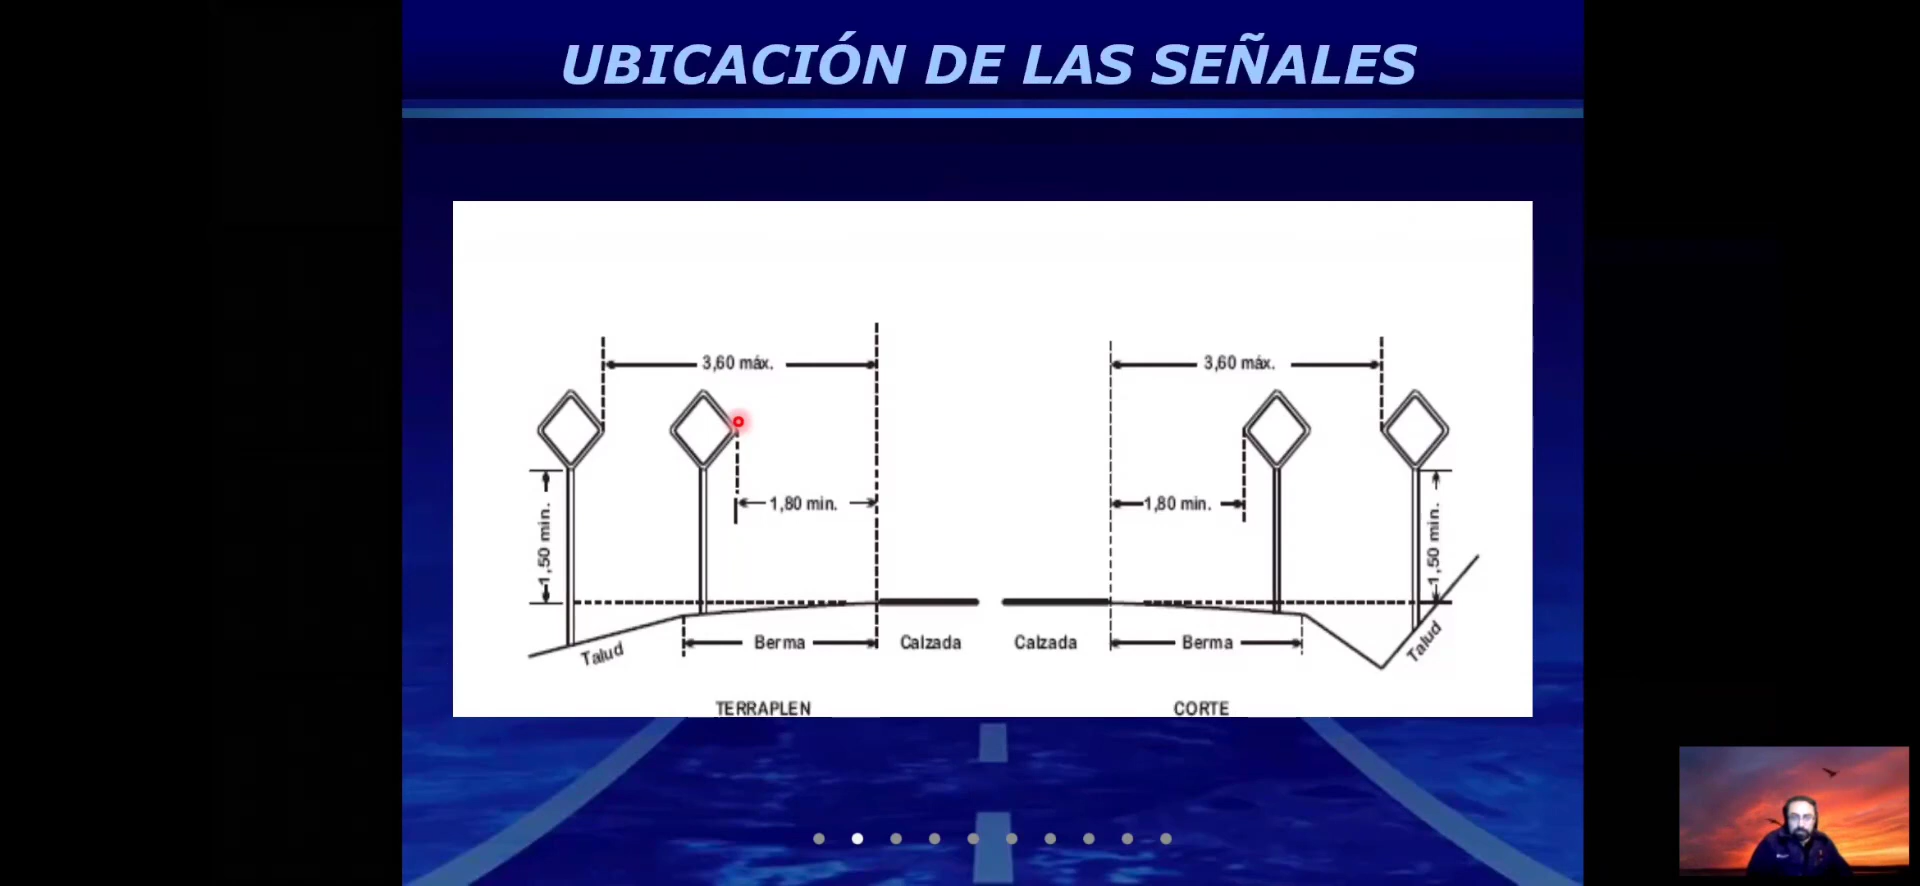 UBICACIÓN DE LAS SEÑALES
3,60 máx.
3,60 máx.
1,50 min.
1,80 min.
1,80 min.
1,50 min.
Talud
Berma
Calzada
Calzada
Berma
Talud
TERRAPLEN
CORTE